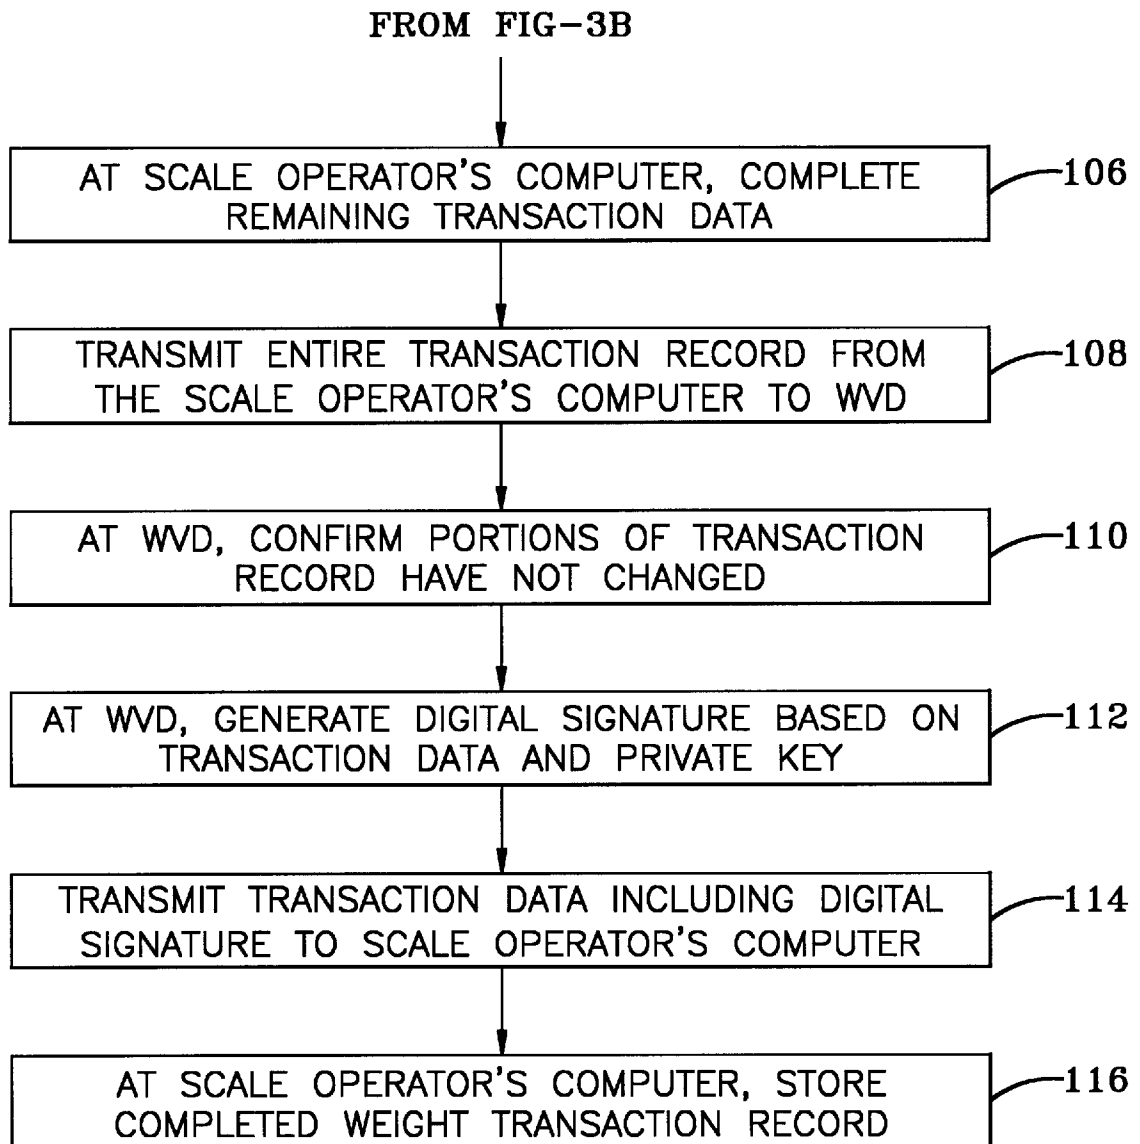 FROM FIG-3B
AT SCALE OPERATOR'S COMPUTER, COMPLETE
REMAINING TRANSACTION DATA
106
TRANSMIT ENTIRE TRANSACTION RECORD FROM
THE SCALE OPERATOR'S COMPUTER TO WVD
108
AT WVD, CONFIRM PORTIONS OF TRANSACTION
RECORD HAVE NOT CHANGED
110
AT WVD, GENERATE DIGITAL SIGNATURE BASED ON
TRANSACTION DATA AND PRIVATE KEY
112
TRANSMIT TRANSACTION DATA INCLUDING DIGITAL
SIGNATURE TO SCALE OPERATOR'S COMPUTER
114
AT SCALE OPERATOR'S COMPUTER, STORE
COMPLETED WEIGHT TRANSACTION RECORD
116